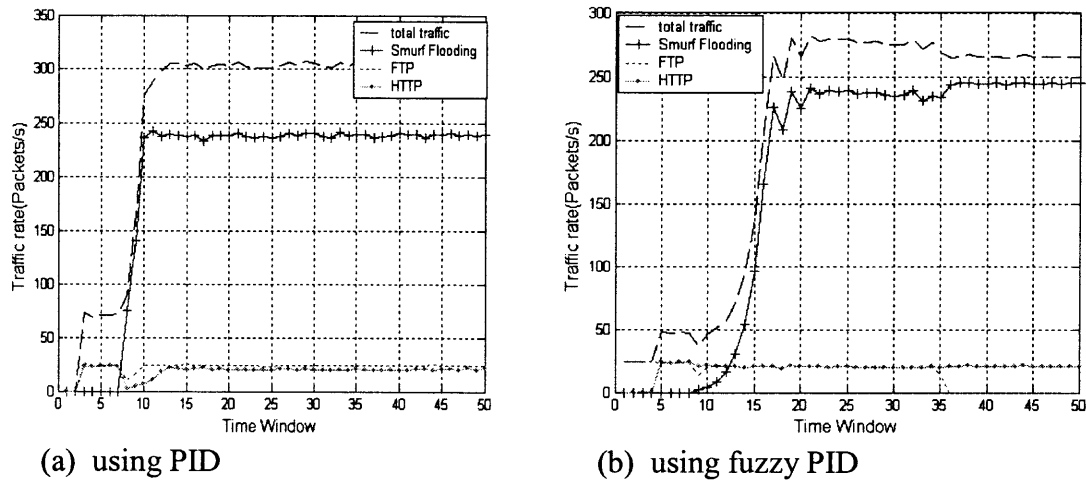 350
300
250
200
150
100
50
0
Traffic rate(Packets/s)
0 5 10 15 20 25 30 35 40 45 50
Time Window
total traffic
Smurf Flooding
FTP
HTTP
(a) using PID
300
250
200
150
100
50
0
Traffic rate(Packets/s)
0 5 10 15 20 25 30 35 40 45 50
Time Window
total traffic
Smurf Flooding
FTP
HTTP
(b) using fuzzy PID